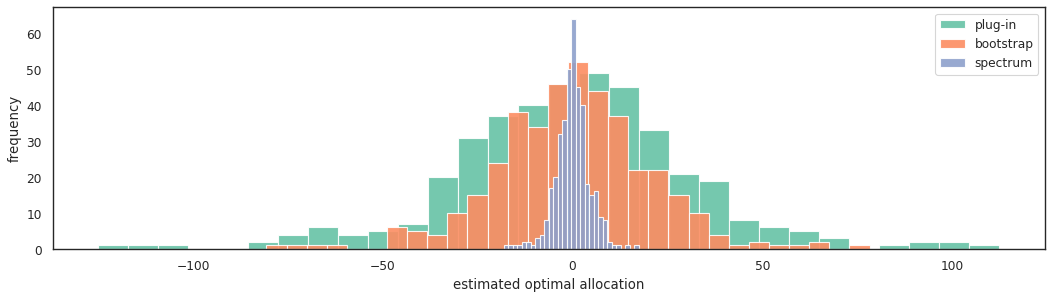 plug-in
bootstrap
spectrum
frequency
60
50
40
30
20
10
0
−100
−50
0
50
100
estimated optimal allocation